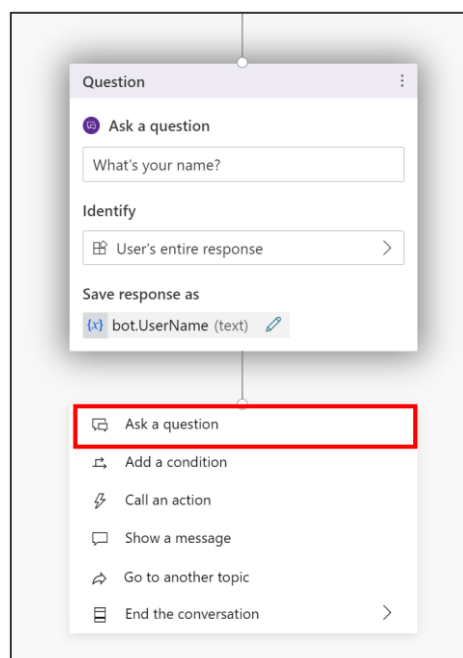 Question
Ask a question
What's your name?
Identify
User's entire response
Save response as
{x} bot.UserName (text)
Ask a question
Add a condition
Call an action
Show a message
Go to another topic
End the conversation